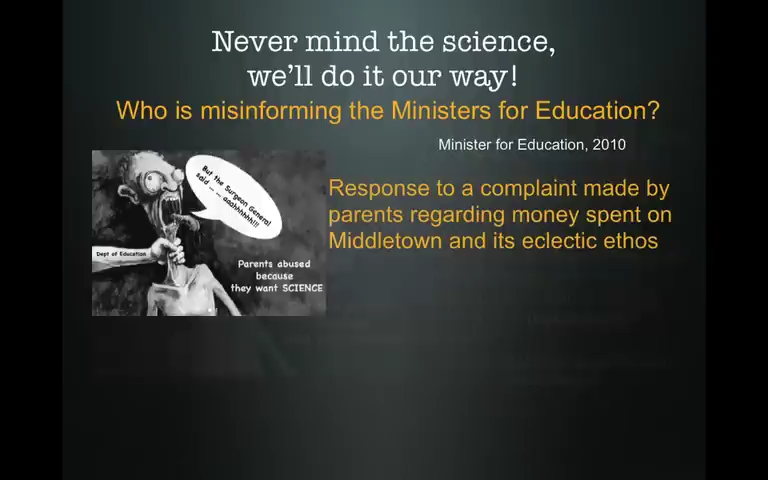 Never mind the science,
we'll do it our way!
Who is misinforming the Ministers for Education?
Minister for Education, 2010
But the Surgeon General
said ... ... aaahhhhhh!!!
Dept of Education
Parents abused
because
they want SCIENCE
Response to a complaint made by
parents regarding money spent on
Middletown and its eclectic ethos